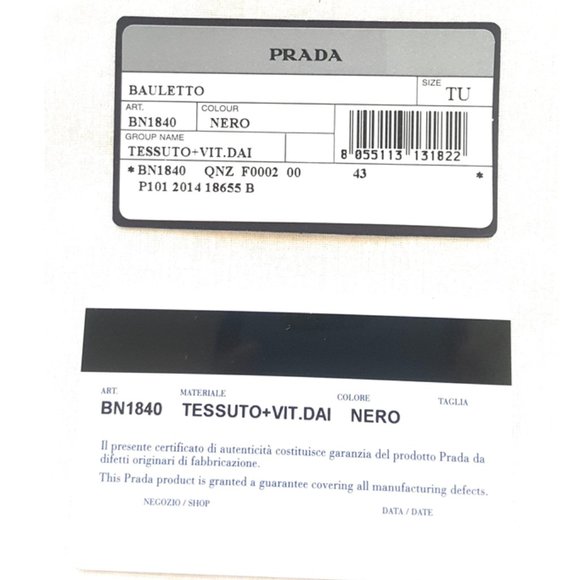 PRADA
BAULETTO
SIZE TU
ART. COLOUR
BN1840 NERO
GROUP NAME
TESSUTO+VIT.DAI
8 055113 131822
*BN1840 QNZ F0002 00 43 *
P101 2014 18655 B
ART. MATERIALE COLORE TAGLIA
BN1840 TESSUTO+VIT.DAI NERO
Il presente certificato di autenticità costituisce garanzia del prodotto Prada da
difetti originari di fabbricazione.
This Prada product is granted a guarantee covering all manufacturing defects.
NEGOZIO / SHOP DATA / DATE